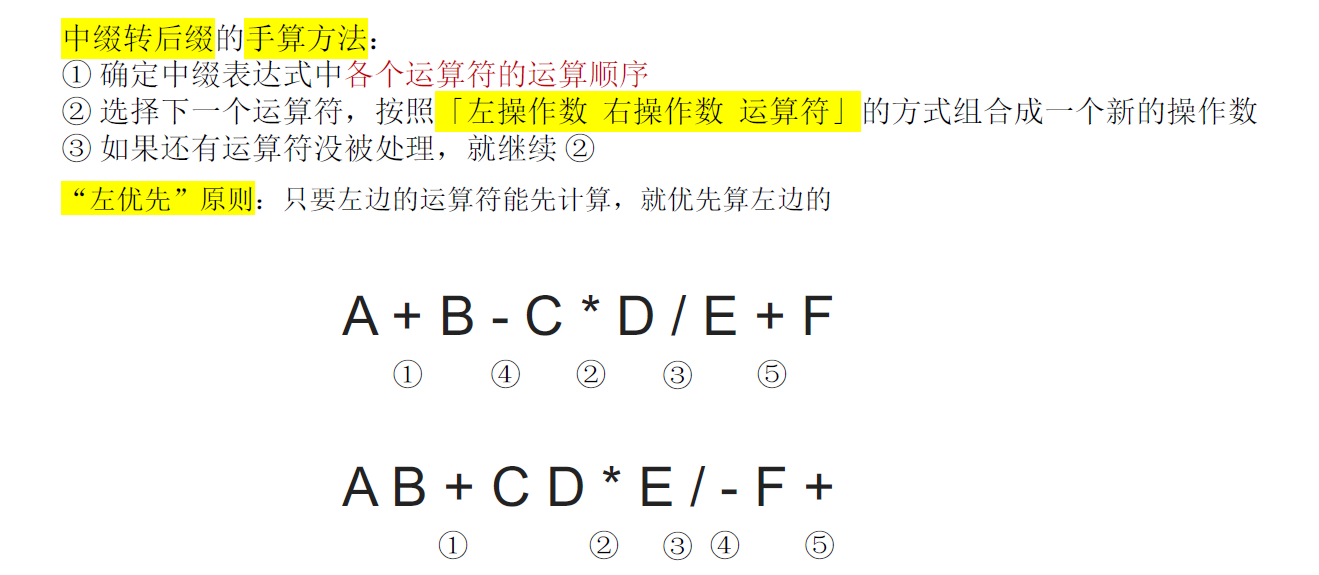 中缀转后缀的手算方法：
① 确定中缀表达式中各个运算符的运算顺序
② 选择下一个运算符，按照「左操作数 右操作数 运算符」的方式组合成一个新的操作数
③ 如果还有运算符没被处理，就继续 ②
“左优先”原则：只要左边的运算符能先计算，就优先算左边的
A + B - C * D / E + F
① ④ ② ③ ⑤
A B + C D * E / - F +
① ② ③ ④ ⑤